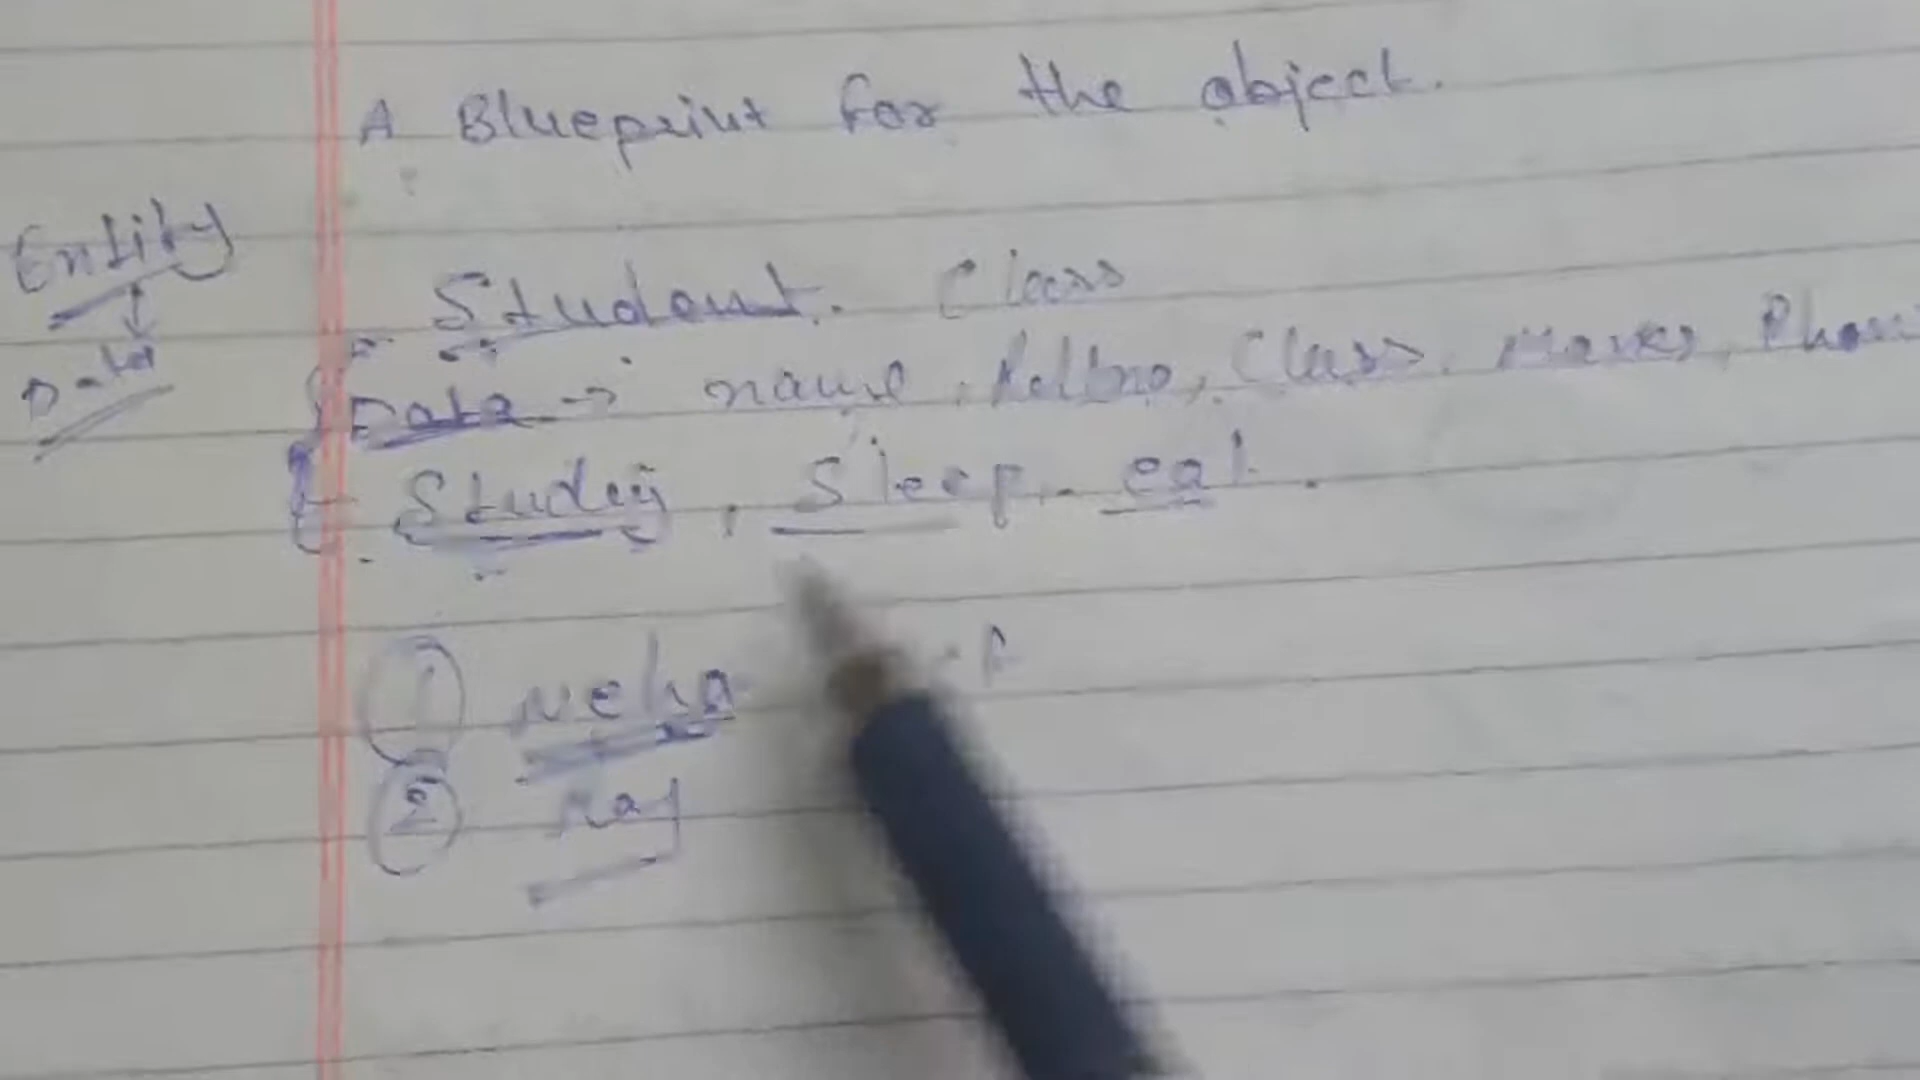 A Blueprint for the object.
Entity
Data
Student. Class
Data → name, Rollno, Class, Marks, Phone
Study, Sleep, eat.
① Neha
② Raj